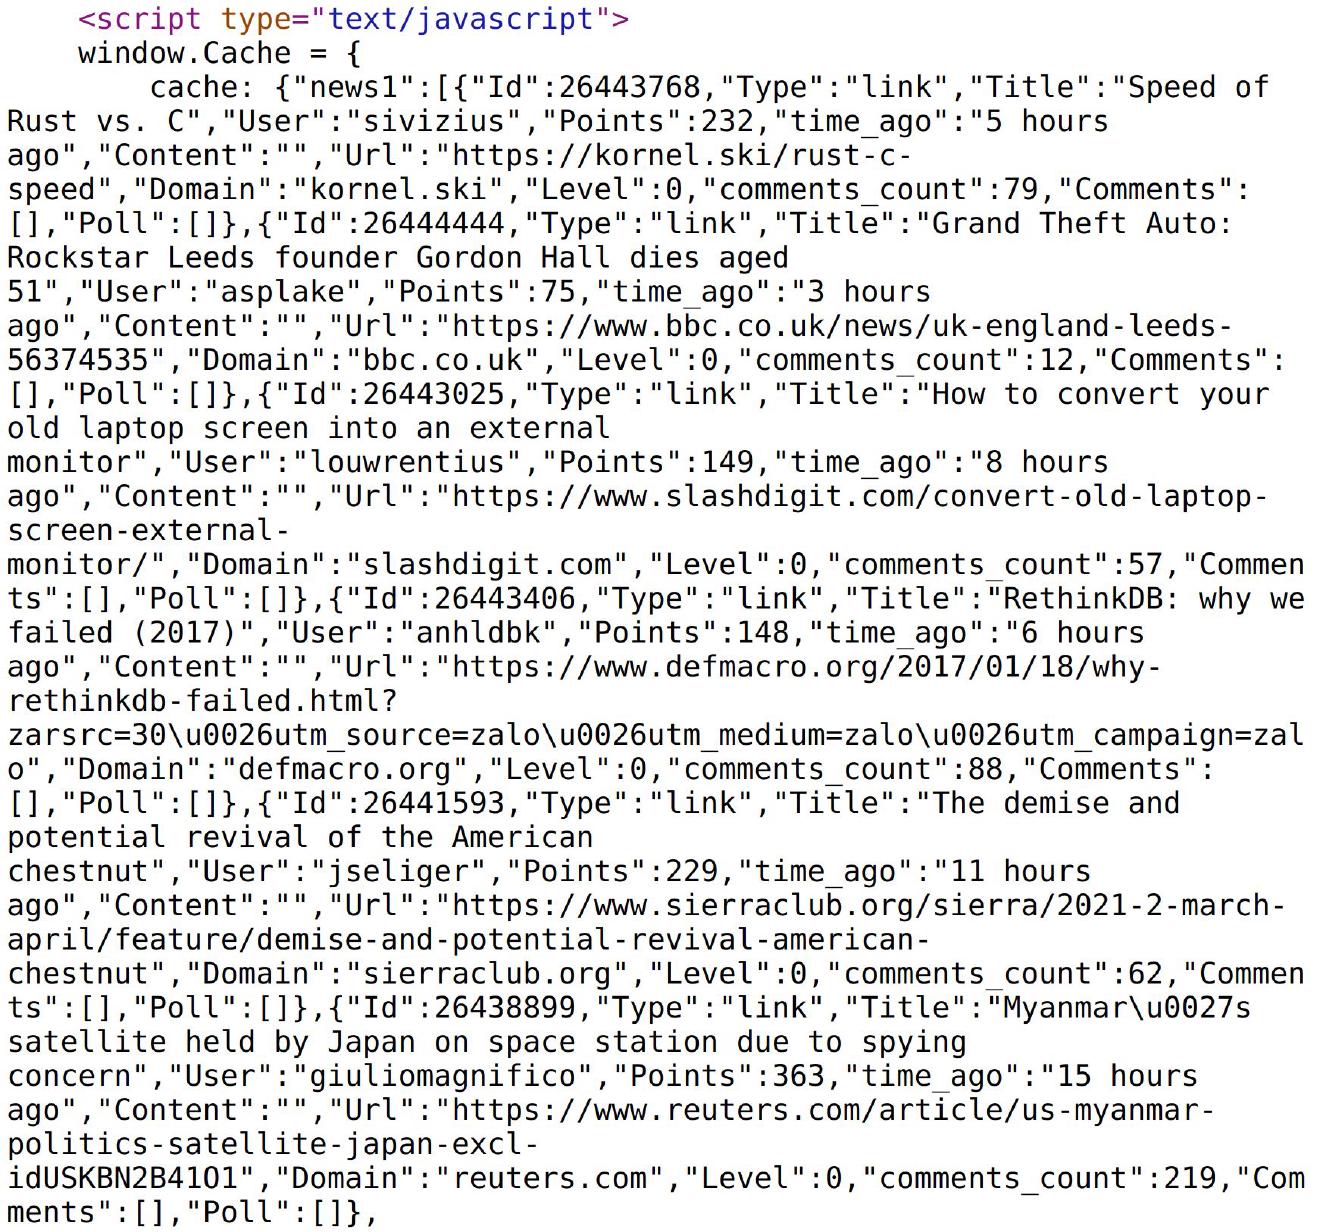 <script type="text/javascript">
window.Cache = {
cache: {"news1":[{"Id":26443768,"Type":"link","Title":"Speed of
Rust vs. C","User":"sivizius","Points":232,"time_ago":"5 hours
ago","Content":"","Url":"https://kornel.ski/rust-c-
speed","Domain":"kornel.ski","Level":0,"comments_count":79,"Comments":
[],"Poll":[]},{"Id":26444444,"Type":"link","Title":"Grand Theft Auto:
Rockstar Leeds founder Gordon Hall dies aged
51","User":"asplake","Points":75,"time_ago":"3 hours
ago","Content":"","Url":"https://www.bbc.co.uk/news/uk-england-leeds-
56374535","Domain":"bbc.co.uk","Level":0,"comments_count":12,"Comments":
[],"Poll":[]},{"Id":26443025,"Type":"link","Title":"How to convert your
old laptop screen into an external
monitor","User":"louwrentius","Points":149,"time_ago":"8 hours
ago","Content":"","Url":"https://www.slashdigit.com/convert-old-laptop-
screen-external-
monitor/","Domain":"slashdigit.com","Level":0,"comments_count":57,"Commen
ts":[],"Poll":[]},{"Id":26443406,"Type":"link","Title":"RethinkDB: why we
failed (2017)","User":"anhldbk","Points":148,"time_ago":"6 hours
ago","Content":"","Url":"https://www.defmacro.org/2017/01/18/why-
rethinkdb-failed.html?
zarsrc=30\u0026utm_source=zalo\u0026utm_medium=zalo\u0026utm_campaign=zal
o","Domain":"defmacro.org","Level":0,"comments_count":88,"Comments":
[],"Poll":[]},{"Id":26441593,"Type":"link","Title":"The demise and
potential revival of the American
chestnut","User":"jseliger","Points":229,"time_ago":"11 hours
ago","Content":"","Url":"https://www.sierraclub.org/sierra/2021-2-march-
april/feature/demise-and-potential-revival-american-
chestnut","Domain":"sierraclub.org","Level":0,"comments_count":62,"Commen
ts":[],"Poll":[]},{"Id":26438899,"Type":"link","Title":"Myanmar\u0027s
satellite held by Japan on space station due to spying
concern","User":"giuliomagnifico","Points":363,"time_ago":"15 hours
ago","Content":"","Url":"https://www.reuters.com/article/us-myanmar-
politics-satellite-japan-excl-
idUSKBN2B41O1","Domain":"reuters.com","Level":0,"comments_count":219,"Com
ments":[],"Poll":[]},